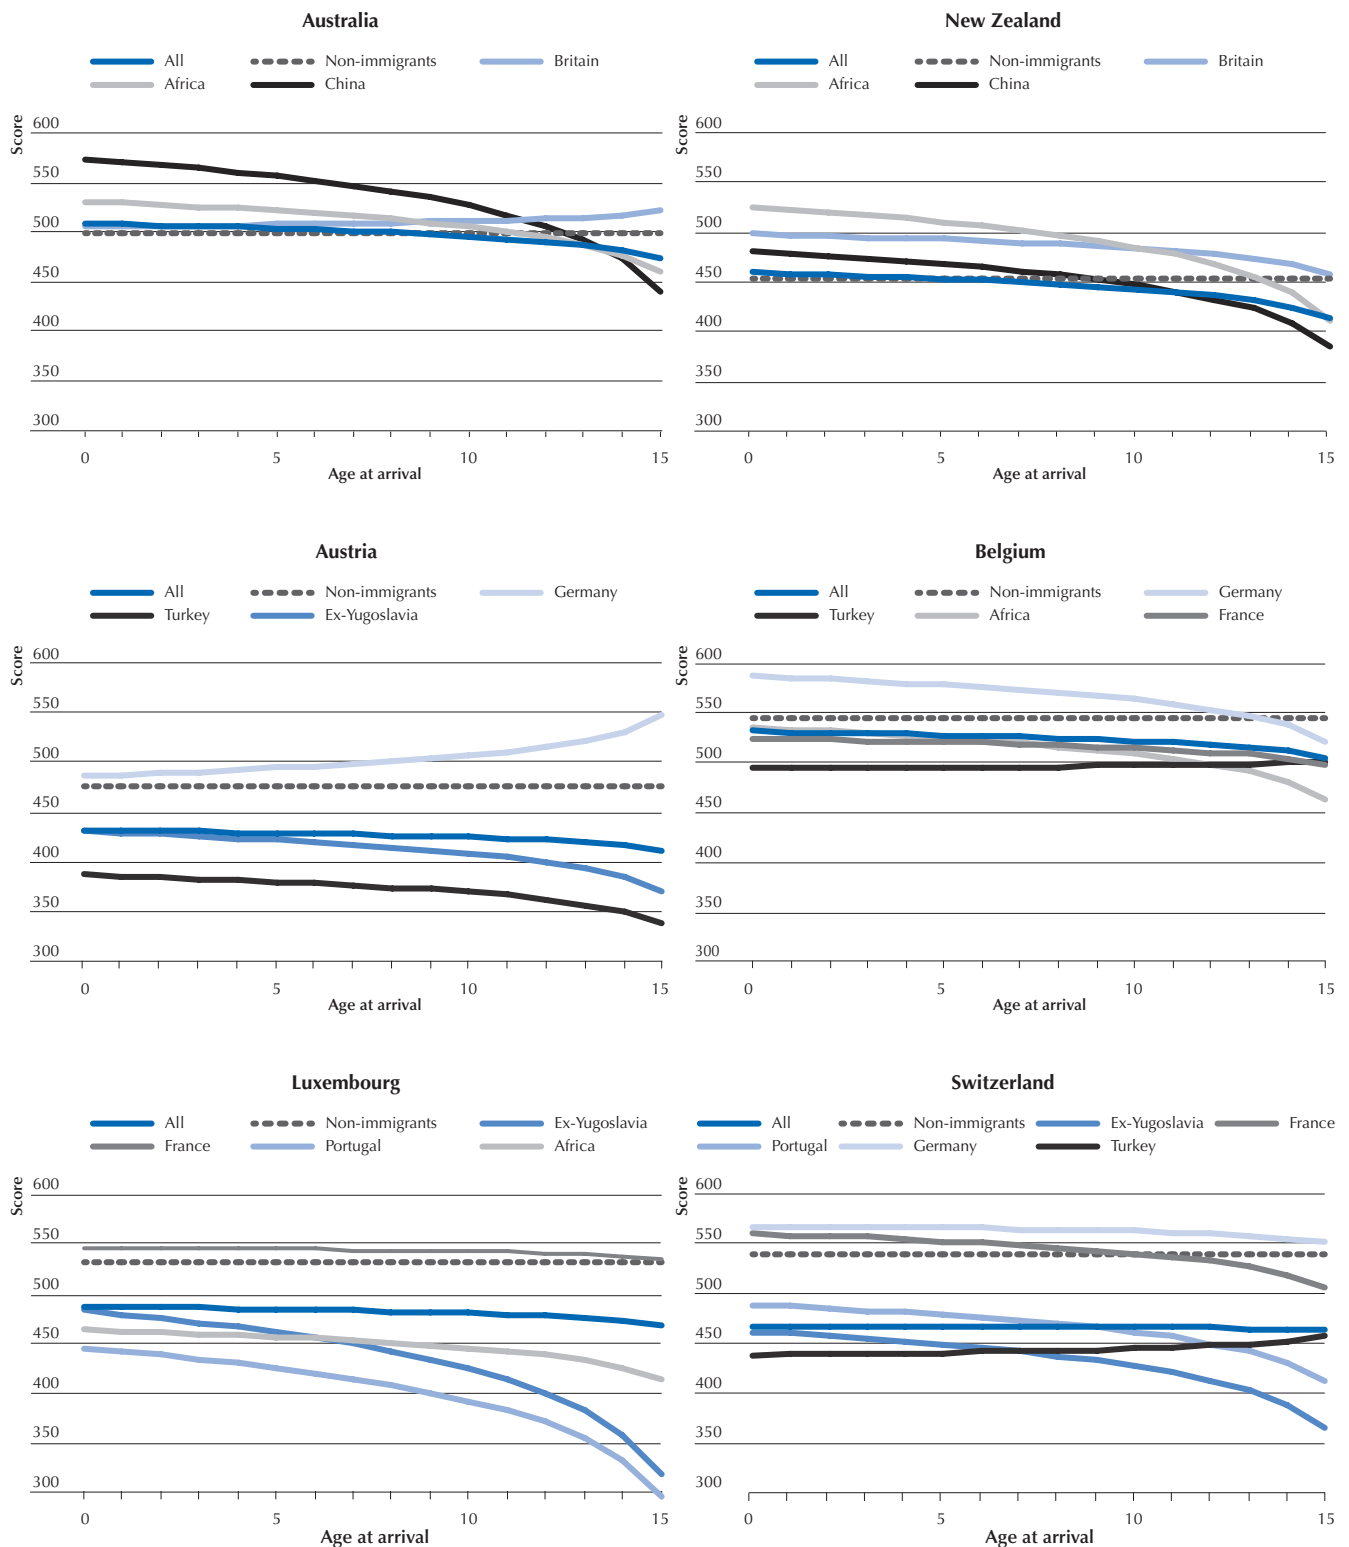 Australia
All Non-immigrants Britain
Africa China
Score
600
550
500
450
400
350
300
0 5 10 15
Age at arrival
New Zealand
All Non-immigrants Britain
Africa China
Score
600
550
500
450
400
350
300
0 5 10 15
Age at arrival
Austria
All Non-immigrants Germany
Turkey Ex-Yugoslavia
Score
600
550
500
450
400
350
300
0 5 10 15
Age at arrival
Belgium
All Non-immigrants Germany
Turkey Africa France
Score
600
550
500
450
400
350
300
0 5 10 15
Age at arrival
Luxembourg
All Non-immigrants Ex-Yugoslavia
France Portugal Africa
Score
600
550
500
450
400
350
300
0 5 10 15
Age at arrival
Switzerland
All Non-immigrants Ex-Yugoslavia France
Portugal Germany Turkey
Score
600
550
500
450
400
350
300
0 5 10 15
Age at arrival